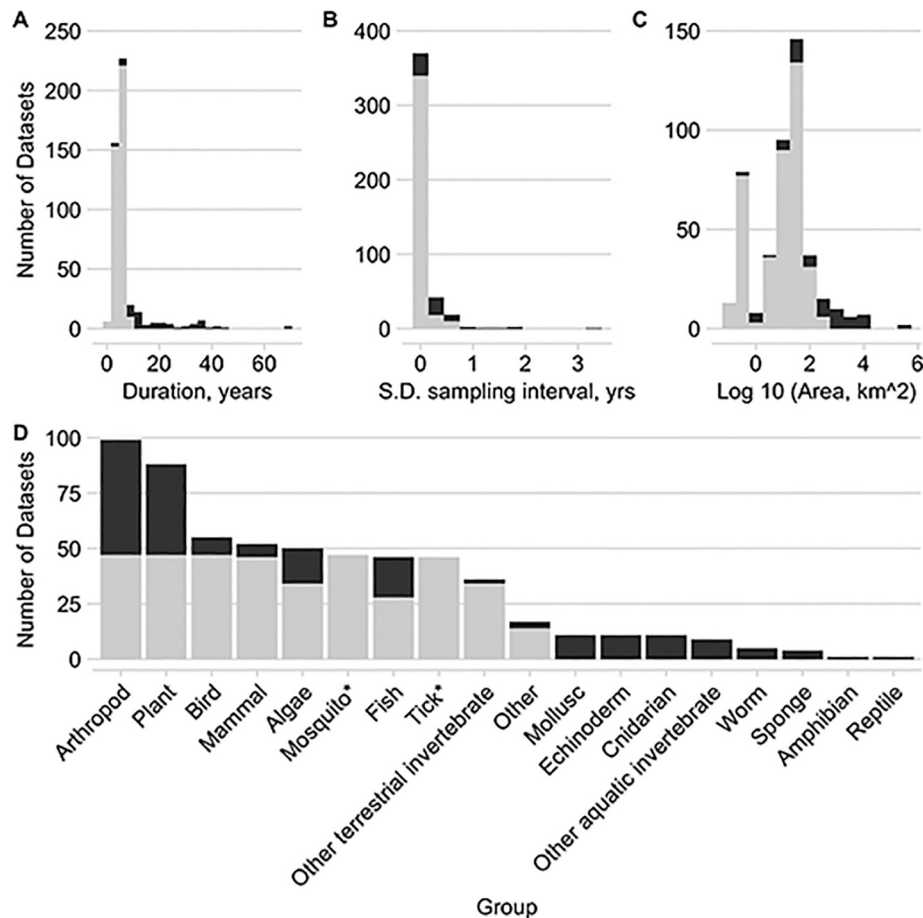 A
B
C
250
200
150
100
50
0
Number of Datasets
0 20 40 60
Duration, years
400
300
200
100
0
0 1 2 3
S.D. sampling interval, yrs
150
100
50
0
0 2 4 6
Log 10 (Area, km^2)
D
100
75
50
25
0
Number of Datasets
Arthropod
Plant
Bird
Mammal
Algae
Mosquito*
Fish
Tick*
Other terrestrial invertebrate
Other
Mollusc
Echinoderm
Cnidarian
Other aquatic invertebrate
Worm
Sponge
Amphibian
Reptile
Group